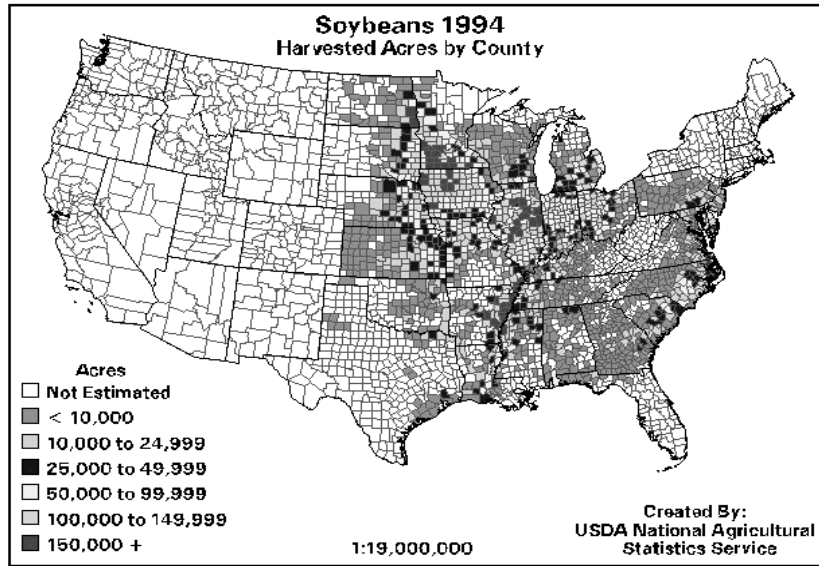 Soybeans 1994
Harvested Acres by County
Acres
Not Estimated
< 10,000
10,000 to 24,999
25,000 to 49,999
50,000 to 99,999
100,000 to 149,999
150,000 +
1:19,000,000
Created By:
USDA National Agricultural
Statistics Service